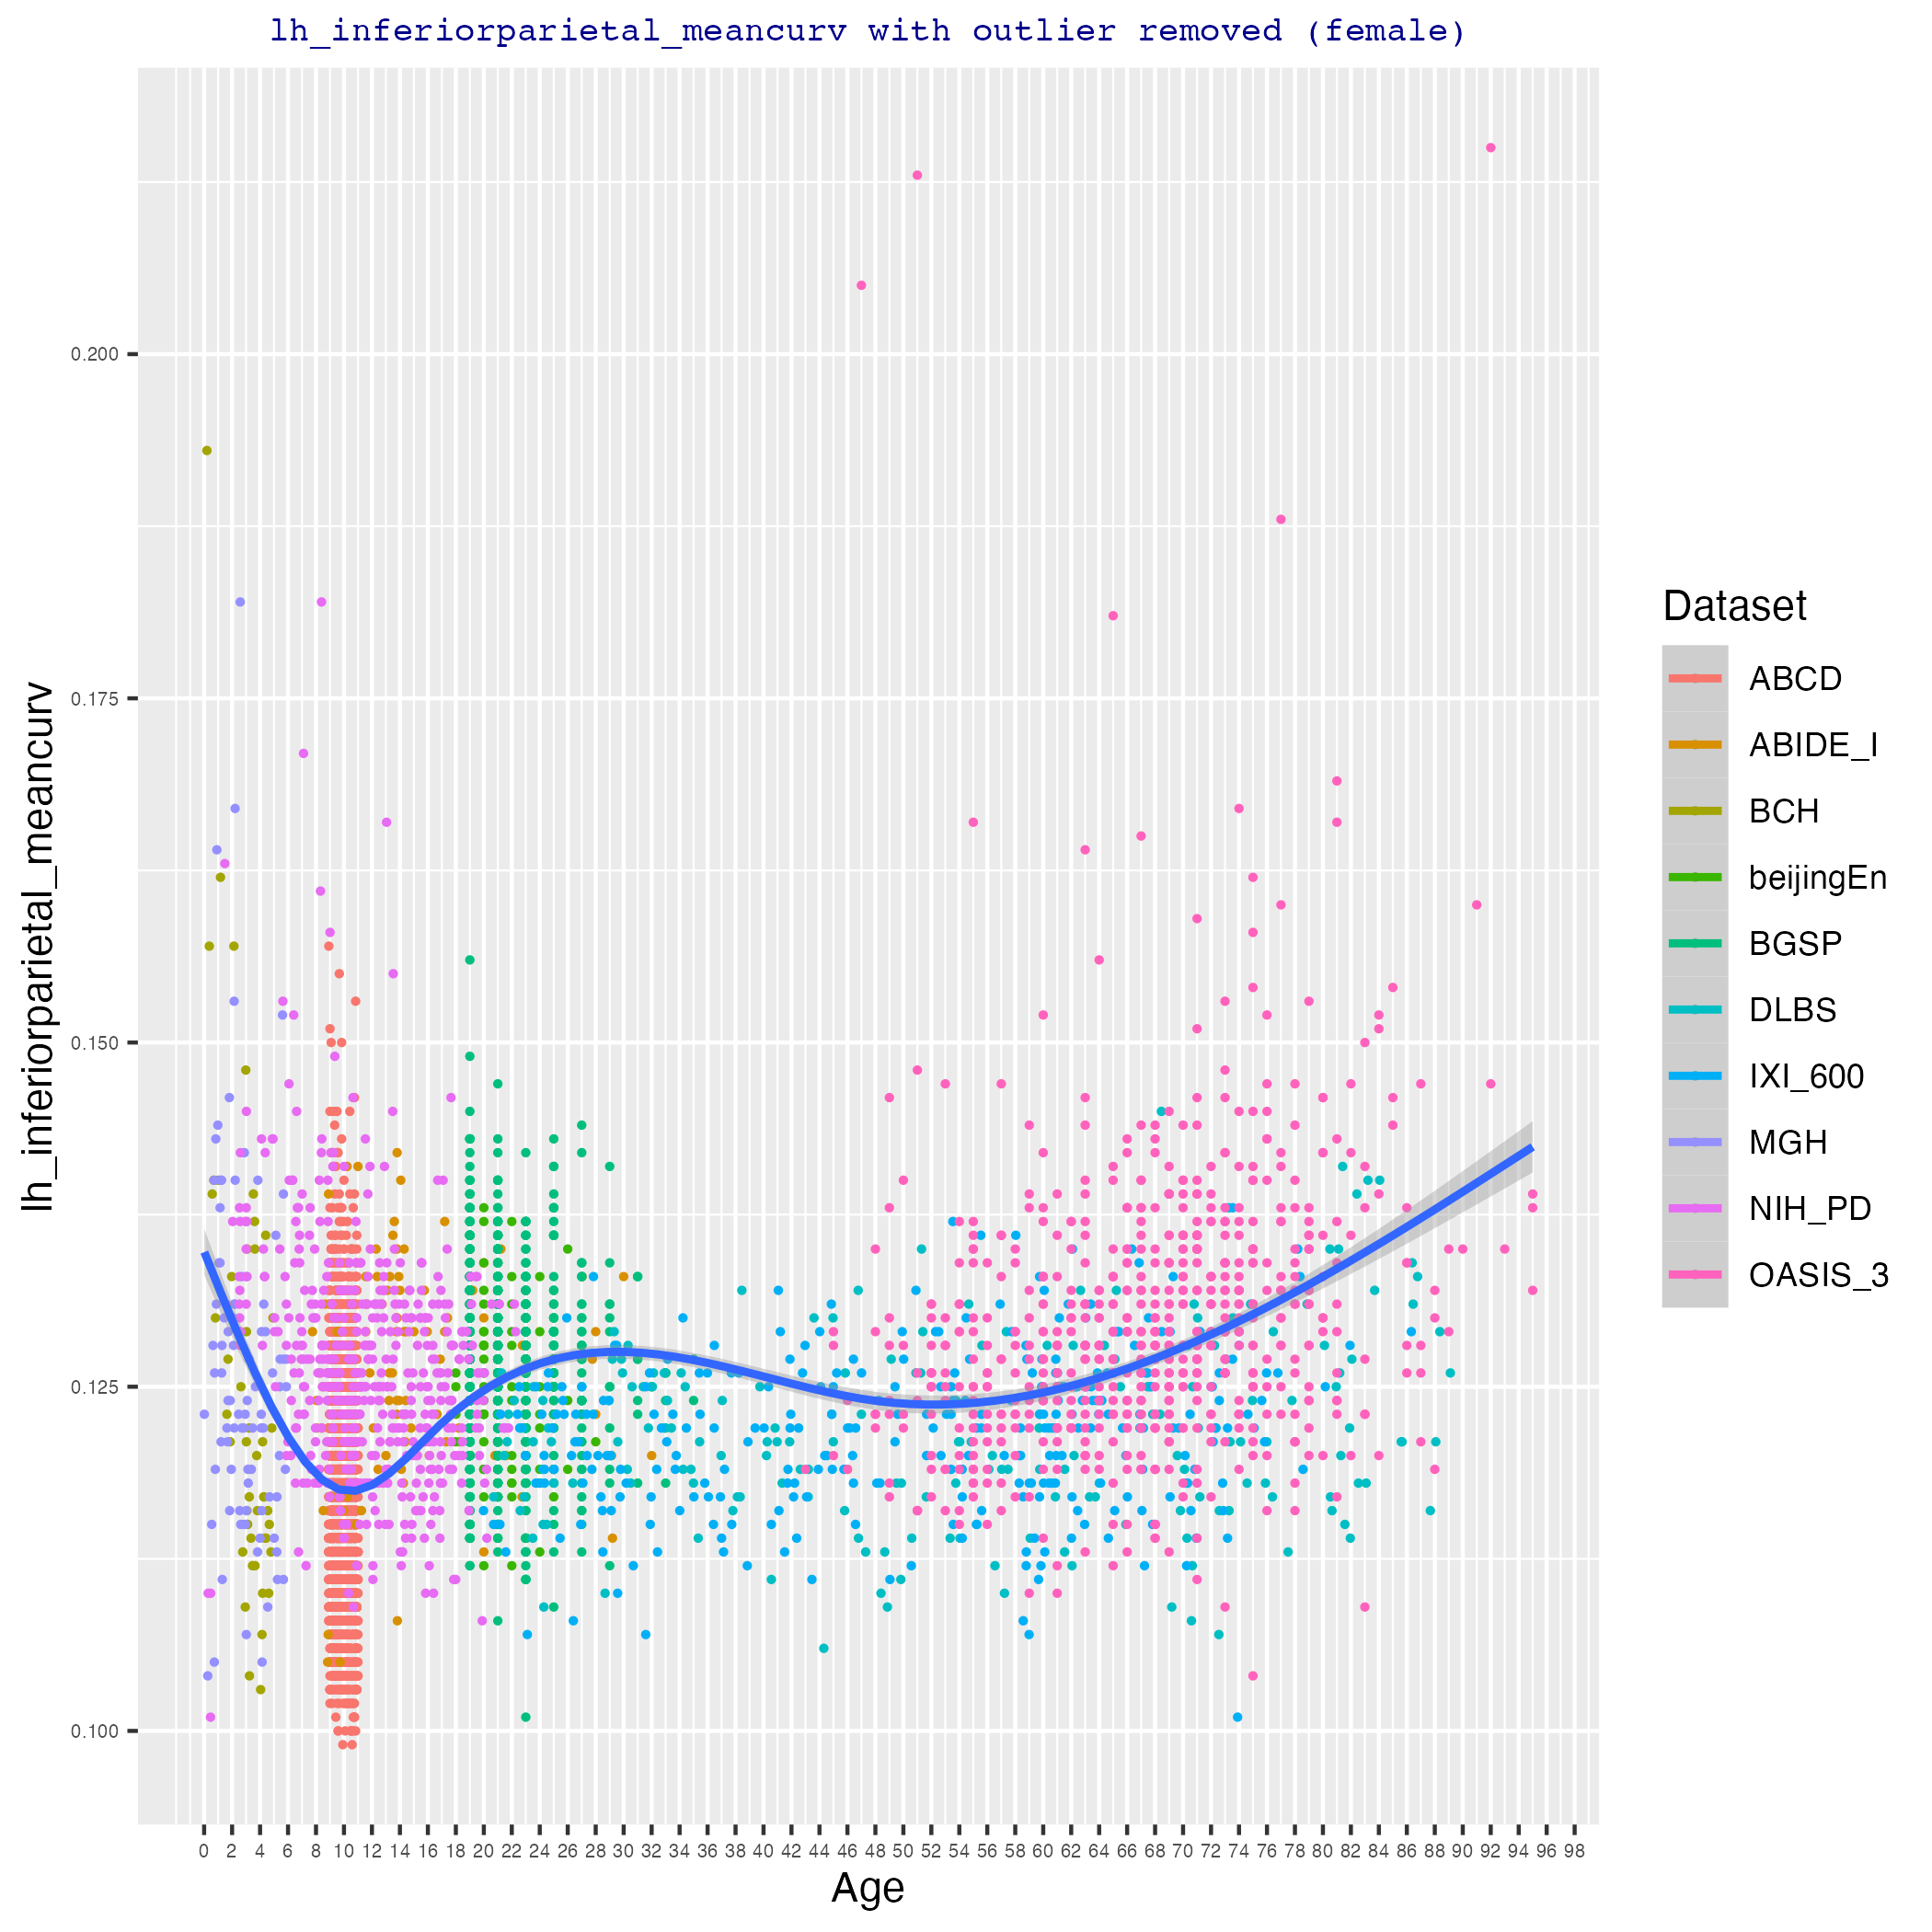 lh_inferiorparietal_meancurv with outlier removed (female)
lh_inferiorparietal_meancurv
0.200
0.175
0.150
0.125
0.100
0 2 4 6 8 10 12 14 16 18 20 22 24 26 28 30 32 34 36 38 40 42 44 46 48 50 52 54 56 58 60 62 64 66 68 70 72 74 76 78 80 82 84 86 88 90 92 94 96 98
Age
Dataset
ABCD
ABIDE_I
BCH
beijingEn
BGSP
DLBS
IXI_600
MGH
NIH_PD
OASIS_3